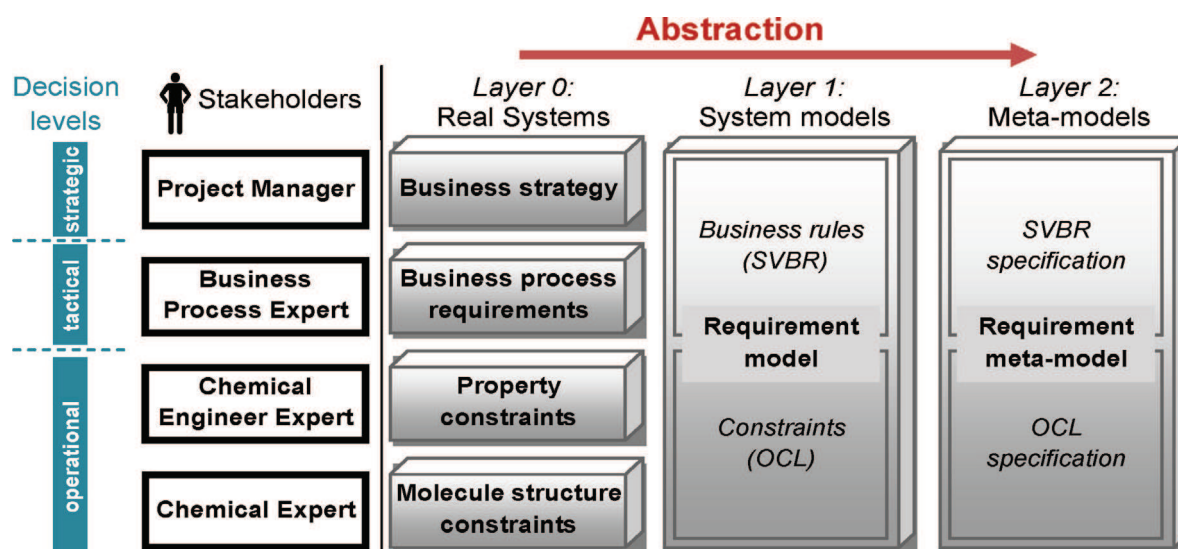 Abstraction
Decision
levels
Stakeholders
Layer 0:
Real Systems
Layer 1:
System models
Layer 2:
Meta-models
strategic
Project Manager
Business strategy
Business rules
(SVBR)
SVBR
specification
tactical
Business
Process Expert
Business process
requirements
Requirement
model
Requirement
meta-model
operational
Chemical
Engineer Expert
Property
constraints
Constraints
(OCL)
OCL
specification
Chemical Expert
Molecule structure
constraints